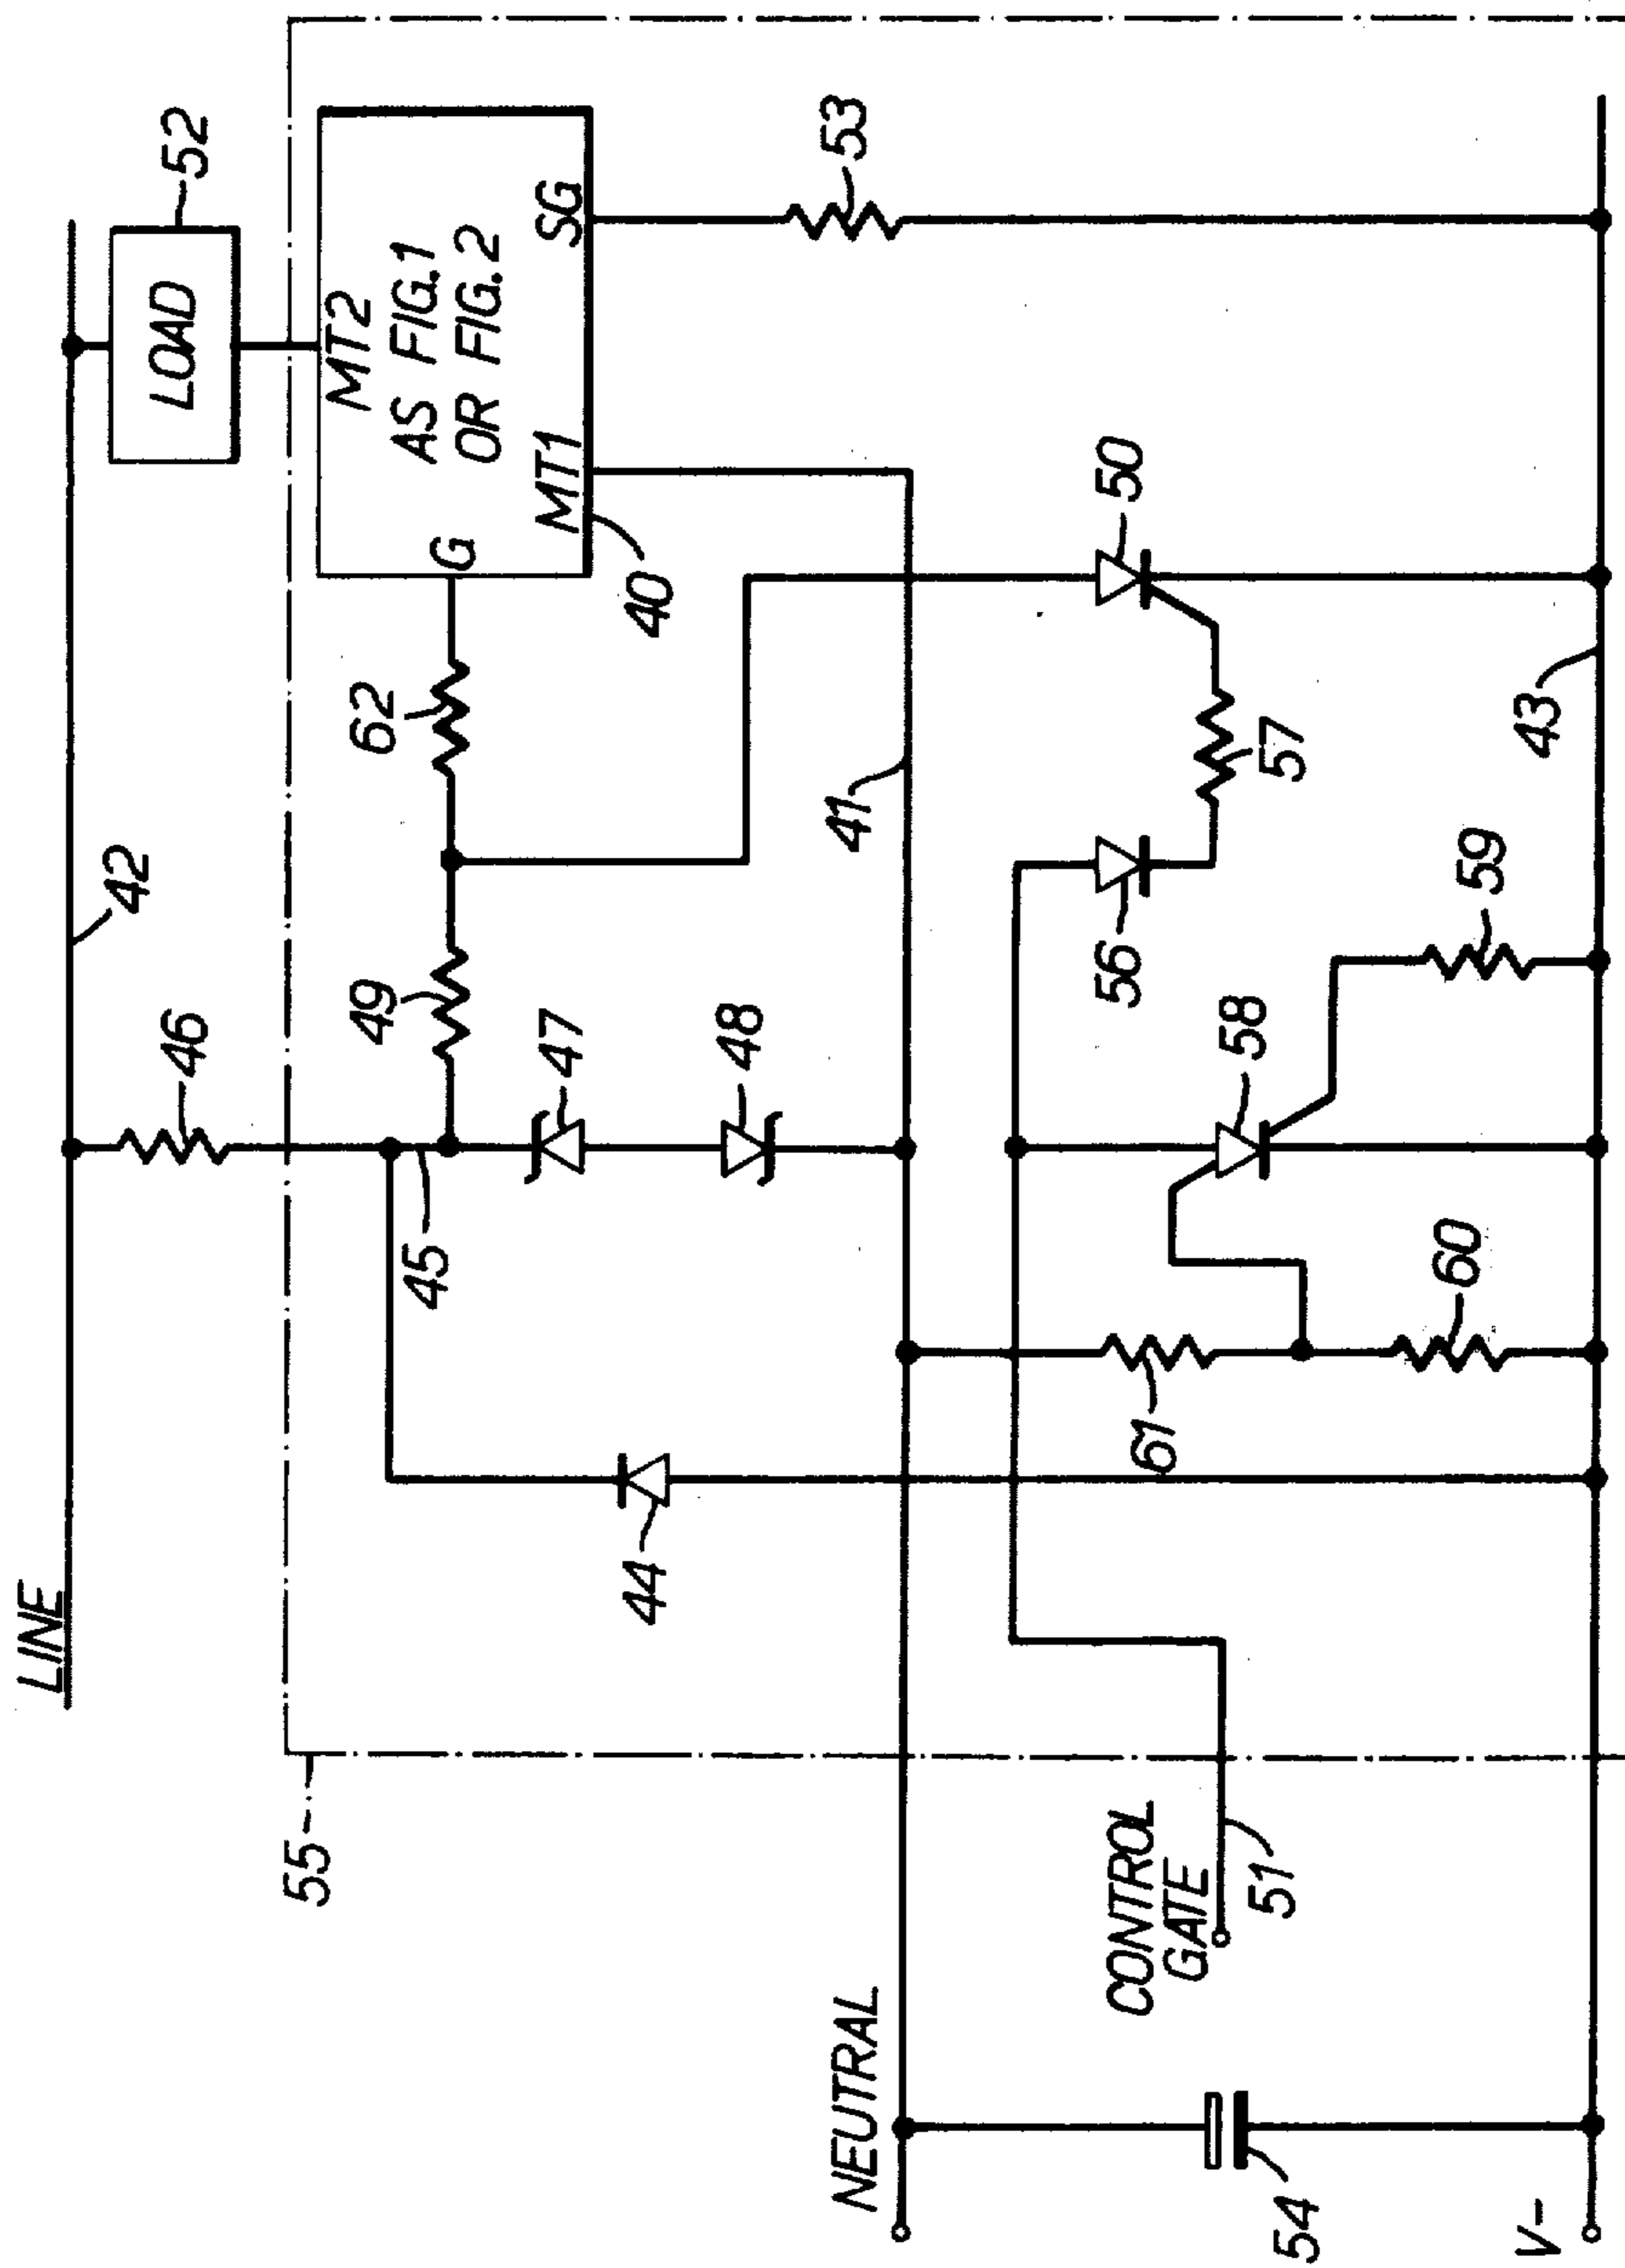 LINE
42
52
LOAD
46
MT2
AS FIG.1
OR FIG.2
G
MT1
SG
40
62
49
45
47
48
53
44
41
55
NEUTRAL
50
56
57
58
59
61
60
43
CONTROL
GATE
51
54
V-